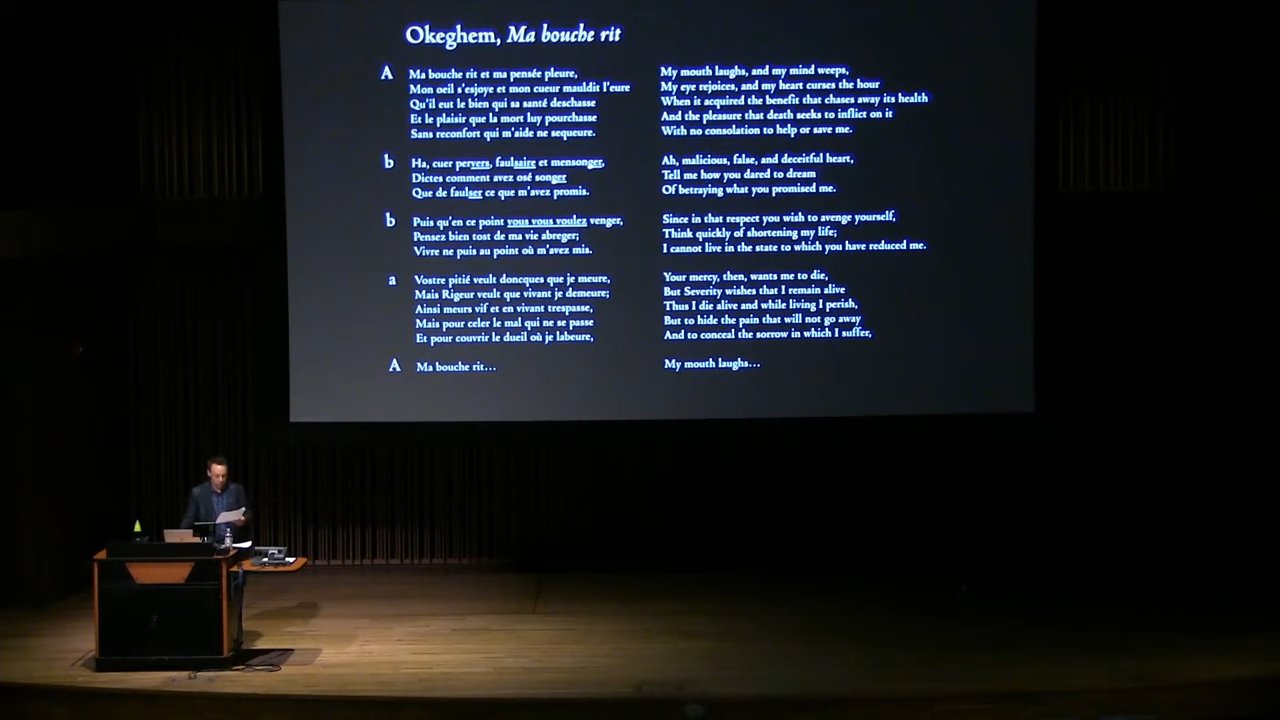 Okeghem, Ma bouche rit
A
Ma bouche rit et ma pensée pleure,
Mon oeil s'esjoye et mon cueur mauldit l'eure
Qu'il eut le bien qui sa santé deschasse
Et le plaisir que la mort luy pourchasse
Sans reconfort qui m'aide ne sequeure.
b
Ha, cuer pervers, faulsaire et mensonger,
Dictes comment avez osé songer
Que de faulser ce que m'avez promis.
b
Puis qu'en ce point vous vous voulez venger,
Pensez bien tost de ma vie abreger;
Vivre ne puis au point où m'avez mis.
a
Vostre pitié veult doncques que je meure,
Mais Rigeur veult que vivant je demeure;
Ainsi meurs vif et en vivant trespasse,
Mais pour celer le mal qui ne se passe
Et pour couvrir le dueil où je labeure,
A
Ma bouche rit…
My mouth laughs, and my mind weeps,
My eye rejoices, and my heart curses the hour
When it acquired the benefit that chases away its health
And the pleasure that death seeks to inflict on it
With no consolation to help or save me.
Ah, malicious, false, and deceitful heart,
Tell me how you dared to dream
Of betraying what you promised me.
Since in that respect you wish to avenge yourself,
Think quickly of shortening my life;
I cannot live in the state to which you have reduced me.
Your mercy, then, wants me to die,
But Severity wishes that I remain alive
Thus I die alive and while living I perish,
But to hide the pain that will not go away
And to conceal the sorrow in which I suffer,
My mouth laughs…